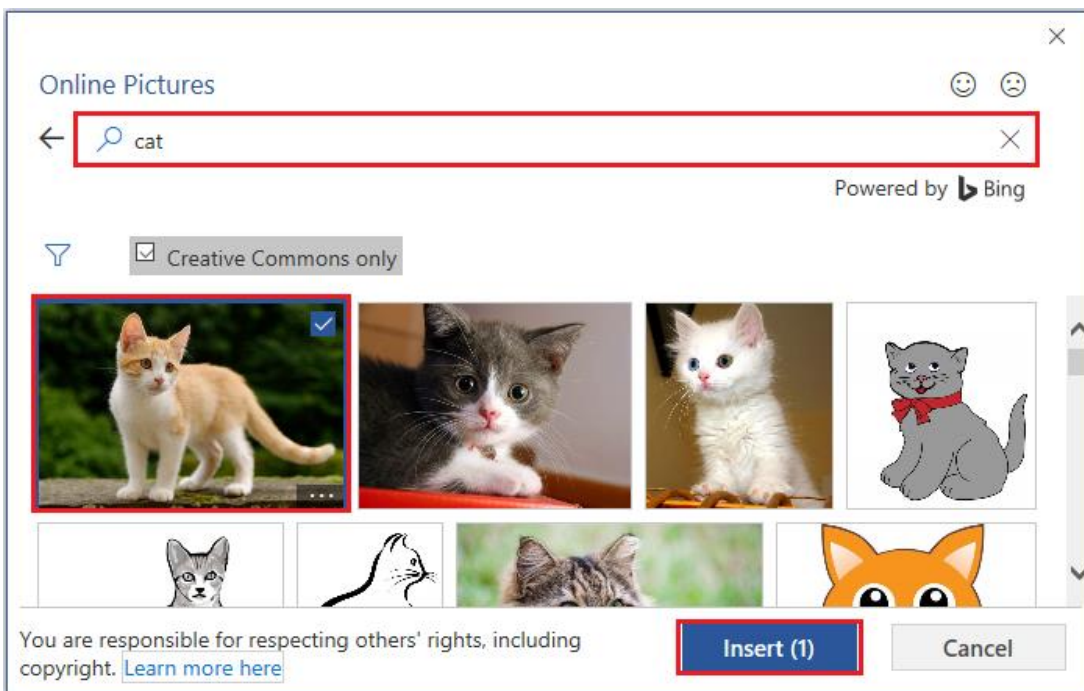 Online Pictures
cat
Powered by Bing
Creative Commons only
You are responsible for respecting others' rights, including
copyright. Learn more here
Insert (1)
Cancel